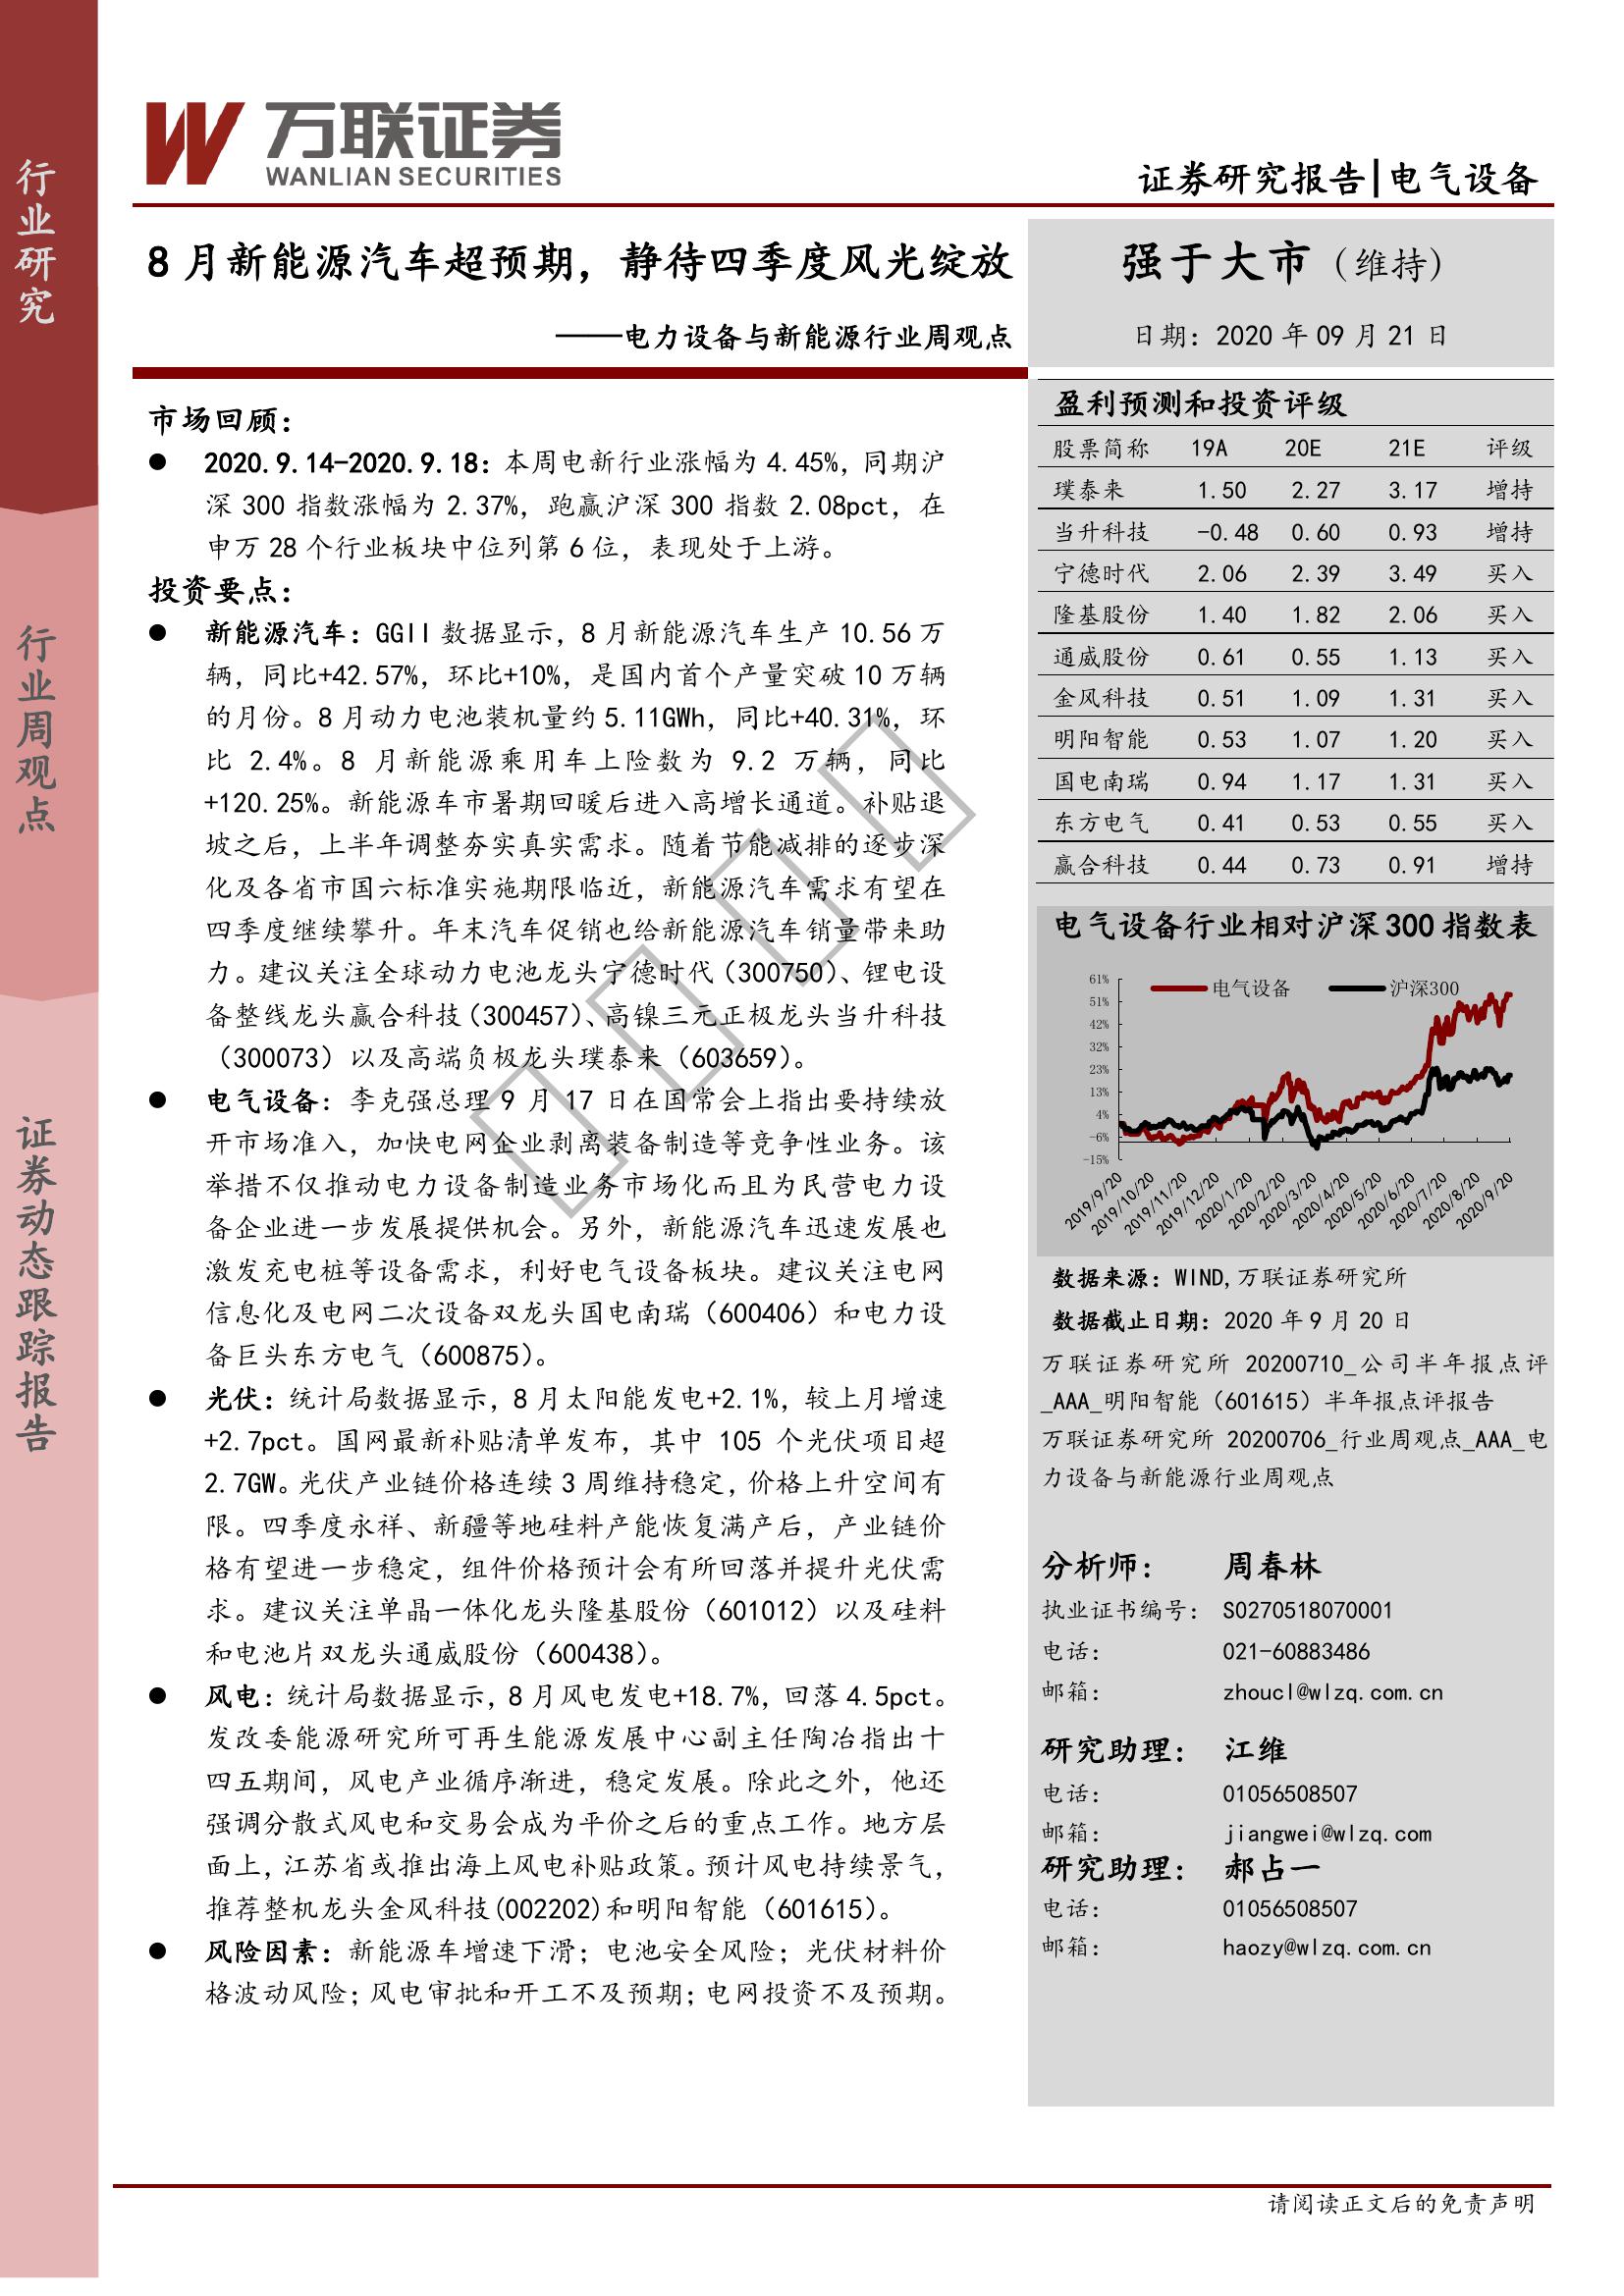 行业研究
行业周观点
证券动态跟踪报告
万联证券
WANLIAN SECURITIES
证券研究报告|电气设备
8月新能源汽车超预期，静待四季度风光绽放
——电力设备与新能源行业周观点
强于大市（维持）
日期：2020年09月21日
市场回顾：
● 2020.9.14-2020.9.18：本周电新行业涨幅为4.45%，同期沪
深300指数涨幅为2.37%，跑赢沪深300指数2.08pct，在
申万28个行业板块中位列第6位，表现处于上游。
投资要点：
● 新能源汽车：GGII数据显示，8月新能源汽车生产10.56万
辆，同比+42.57%，环比+10%，是国内首个产量突破10万辆
的月份。8月动力电池装机量约5.11GWh，同比+40.31%，环
比 2.4%。8 月新能源乘用车上险数为 9.2 万辆，同比
+120.25%。新能源车市暑期回暖后进入高增长通道。补贴退
坡之后，上半年调整夯实真实需求。随着节能减排的逐步深
化及各省市国六标准实施期限临近，新能源汽车需求有望在
四季度继续攀升。年末汽车促销也给新能源汽车销量带来助
力。建议关注全球动力电池龙头宁德时代（300750）、锂电设
备整线龙头赢合科技（300457）、高镍三元正极龙头当升科技
（300073）以及高端负极龙头璞泰来（603659）。
● 电气设备：李克强总理 9 月 17 日在国常会上指出要持续放
开市场准入，加快电网企业剥离装备制造等竞争性业务。该
举措不仅推动电力设备制造业务市场化而且为民营电力设
备企业进一步发展提供机会。另外，新能源汽车迅速发展也
激发充电桩等设备需求，利好电气设备板块。建议关注电网
信息化及电网二次设备双龙头国电南瑞（600406）和电力设
备巨头东方电气（600875）。
● 光伏：统计局数据显示，8月太阳能发电+2.1%，较上月增速
+2.7pct。国网最新补贴清单发布，其中 105 个光伏项目超
2.7GW。光伏产业链价格连续3周维持稳定，价格上升空间有
限。四季度永祥、新疆等地硅料产能恢复满产后，产业链价
格有望进一步稳定，组件价格预计会有所回落并提升光伏需
求。建议关注单晶一体化龙头隆基股份（601012）以及硅料
和电池片双龙头通威股份（600438）。
● 风电：统计局数据显示，8月风电发电+18.7%，回落4.5pct。
发改委能源研究所可再生能源发展中心副主任陶冶指出十
四五期间，风电产业循序渐进，稳定发展。除此之外，他还
强调分散式风电和交易会成为平价之后的重点工作。地方层
面上，江苏省或推出海上风电补贴政策。预计风电持续景气，
推荐整机龙头金风科技(002202)和明阳智能（601615）。
● 风险因素：新能源车增速下滑；电池安全风险；光伏材料价
格波动风险；风电审批和开工不及预期；电网投资不及预期。
盈利预测和投资评级
股票简称 19A 20E 21E 评级
璞泰来 1.50 2.27 3.17 增持
当升科技 -0.48 0.60 0.93 增持
宁德时代 2.06 2.39 3.49 买入
隆基股份 1.40 1.82 2.06 买入
通威股份 0.61 0.55 1.13 买入
金风科技 0.51 1.09 1.31 买入
明阳智能 0.53 1.07 1.20 买入
国电南瑞 0.94 1.17 1.31 买入
东方电气 0.41 0.53 0.55 买入
赢合科技 0.44 0.73 0.91 增持
电气设备行业相对沪深300指数表
电气设备 沪深300
61%
51%
42%
32%
23%
13%
4%
-6%
-15%
2019/9/20
2019/10/20
2019/11/20
2019/12/20
2020/1/20
2020/2/20
2020/3/20
2020/4/20
2020/5/20
2020/6/20
2020/7/20
2020/8/20
2020/9/20
数据来源：WIND,万联证券研究所
数据截止日期：2020年9月20日
万联证券研究所 20200710_公司半年报点评
_AAA_明阳智能（601615）半年报点评报告
万联证券研究所 20200706_行业周观点_AAA_电
力设备与新能源行业周观点
分析师： 周春林
执业证书编号： S0270518070001
电话： 021-60883486
邮箱： zhoucl@wlzq.com.cn
研究助理： 江维
电话： 01056508507
邮箱： jiangwei@wlzq.com
研究助理： 郝占一
电话： 01056508507
邮箱： haozy@wlzq.com.cn
请阅读正文后的免责声明